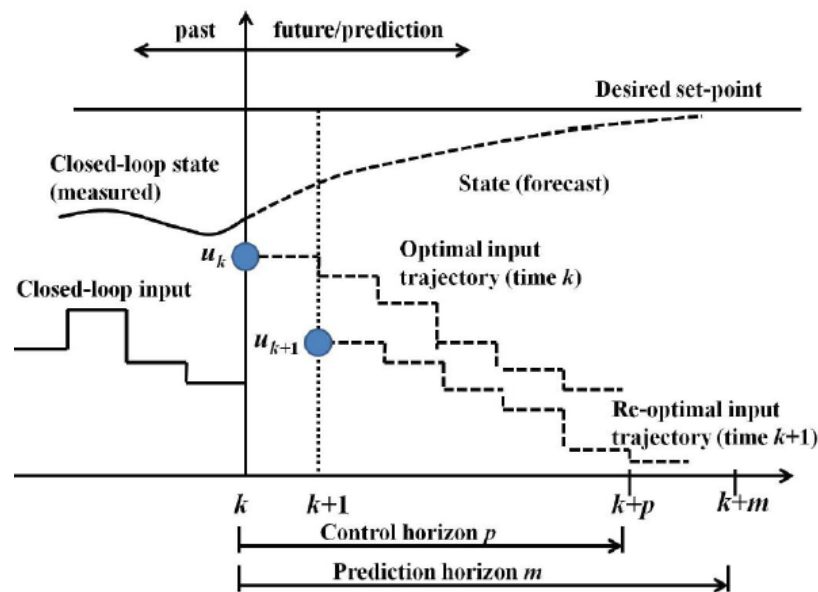 past
future/prediction
Desired set-point
Closed-loop state
(measured)
State (forecast)
u_k
Optimal input
trajectory (time k)
Closed-loop input
u_{k+1}
Re-optimal input
trajectory (time k+1)
k
k+1
k+p
k+m
Control horizon p
Prediction horizon m